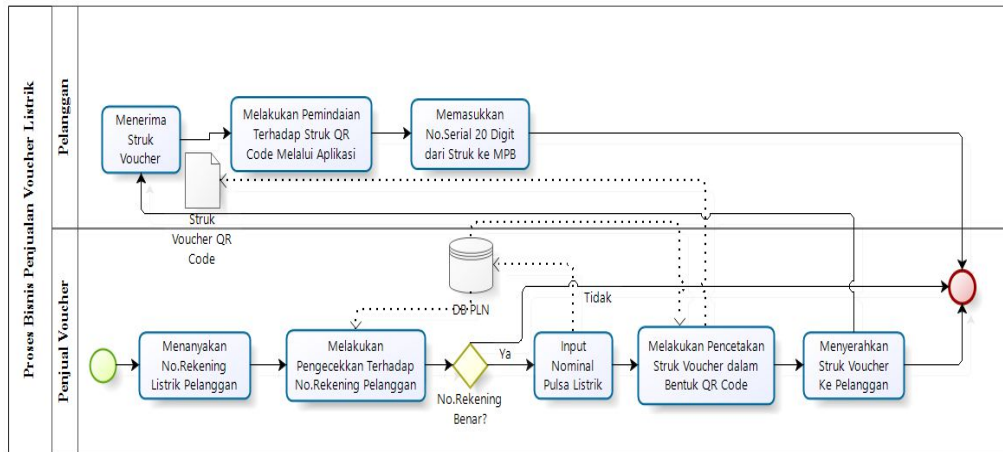 Proses Bisnis Penjualan Voucher Listrik
Pelanggan
Menerima
Struk
Voucher
Melakukan Pemindaian
Terhadap Struk QR
Code Melalui Aplikasi
Memasukkan
No.Serial 20 Digit
dari Struk ke MPB
Struk
Voucher QR
Code
Penjual Voucher
DB PLN
Tidak
Menanyakan
No.Rekening
Listrik Pelanggan
Melakukan
Pengecekkan Terhadap
No.Rekening Pelanggan
No.Rekening
Benar?
Ya
Input
Nominal
Pulsa Listrik
Melakukan Pencetakan
Struk Voucher dalam
Bentuk QR Code
Menyerahkan
Struk Voucher
Ke Pelanggan